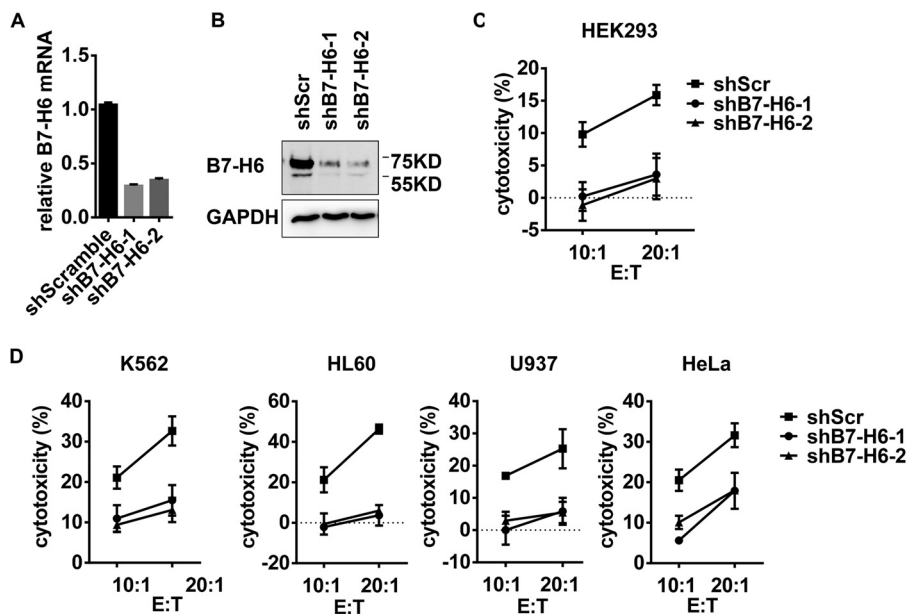 A
relative B7-H6 mRNA
1.5
1.0
0.5
0.0
shScramble
shB7-H6-1
shB7-H6-2
B
shScr
shB7-H6-1
shB7-H6-2
B7-H6
75KD
55KD
GAPDH
C
HEK293
cytotoxicity (%)
20
15
10
5
0
-5
10:1 20:1
E:T
shScr
shB7-H6-1
shB7-H6-2
D
K562
cytotoxicity (%)
40
30
20
10
0
10:1 20:1
E:T
HL60
cytotoxicity (%)
60
40
20
0
-20
10:1 20:1
E:T
U937
cytotoxicity (%)
40
30
20
10
0
-10
10:1 20:1
E:T
HeLa
cytotoxicity (%)
40
30
20
10
0
10:1 20:1
E:T
shScr
shB7-H6-1
shB7-H6-2